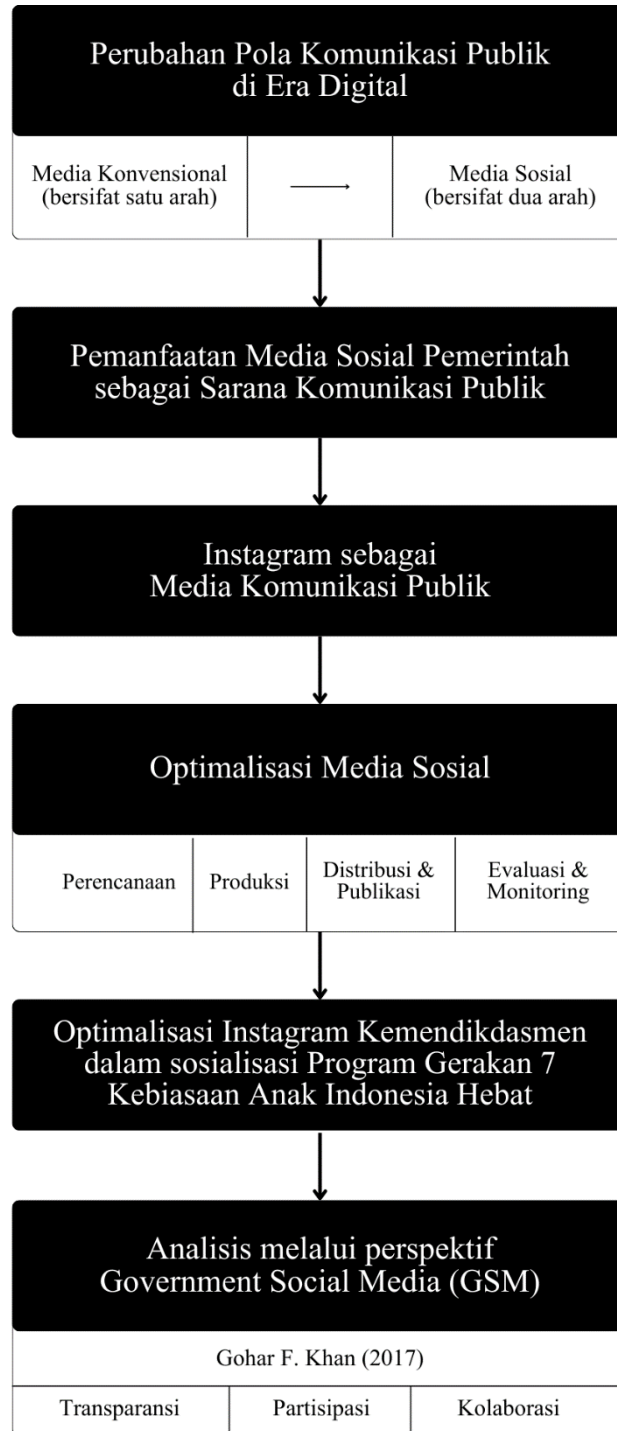 Perubahan Pola Komunikasi Publik
di Era Digital
Media Konvensional
(bersifat satu arah)
Media Sosial
(bersifat dua arah)
Pemanfaatan Media Sosial Pemerintah
sebagai Sarana Komunikasi Publik
Instagram sebagai
Media Komunikasi Publik
Optimalisasi Media Sosial
Perencanaan
Produksi
Distribusi &
Publikasi
Evaluasi &
Monitoring
Optimalisasi Instagram Kemendikdasmen
dalam sosialisasi Program Gerakan 7
Kebiasaan Anak Indonesia Hebat
Analisis melalui perspektif
Government Social Media (GSM)
Gohar F. Khan (2017)
Transparansi
Partisipasi
Kolaborasi